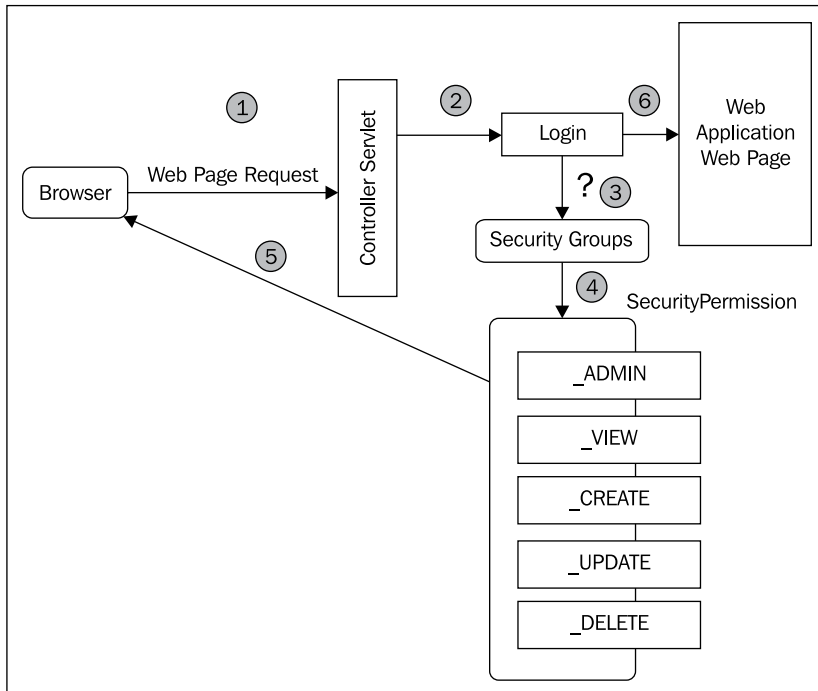 1
2
6
Web
Application
Web Page
Login
Controller Servlet
Web Page Request
Browser
?
3
Security Groups
5
4
SecurityPermission
_ADMIN
_VIEW
_CREATE
_UPDATE
_DELETE